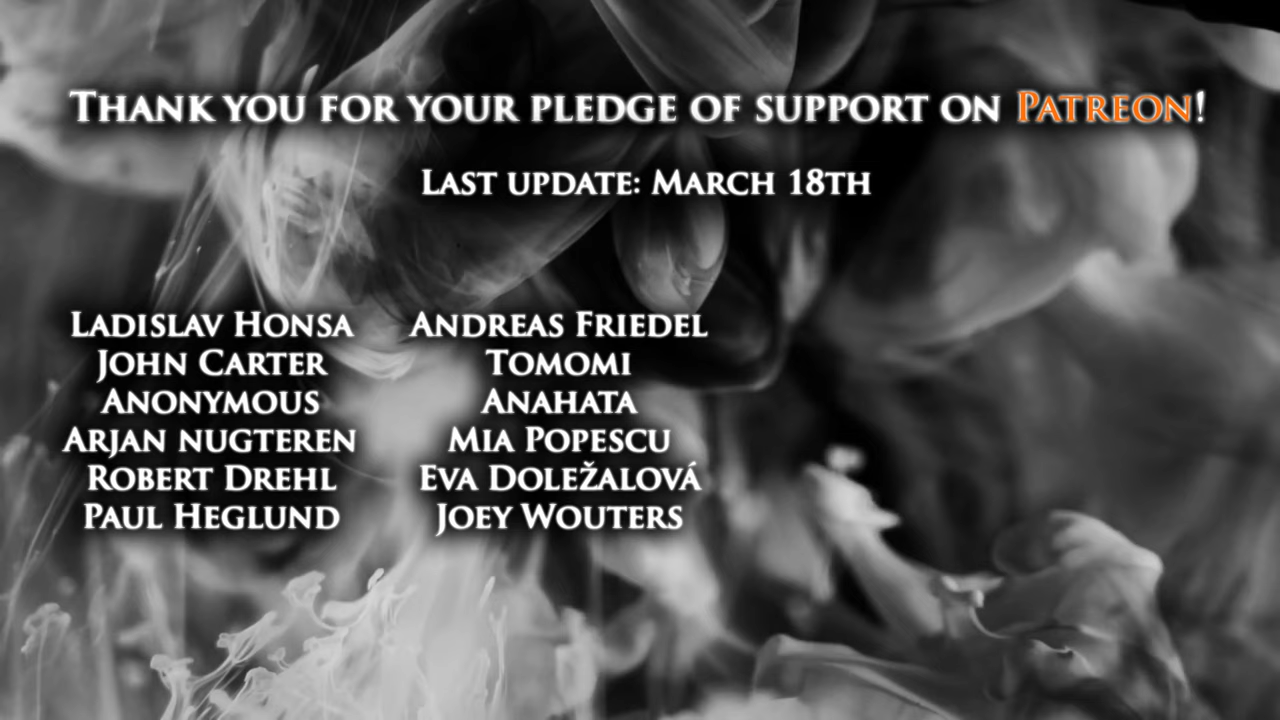 Thank you for your pledge of support on Patreon!
Last update: March 18th
Ladislav Honsa
John Carter
Anonymous
Arjan nugteren
Robert Drehl
Paul Heglund
Andreas Friedel
Tomomi
Anahata
Mia Popescu
Eva Doležalová
Joey Wouters